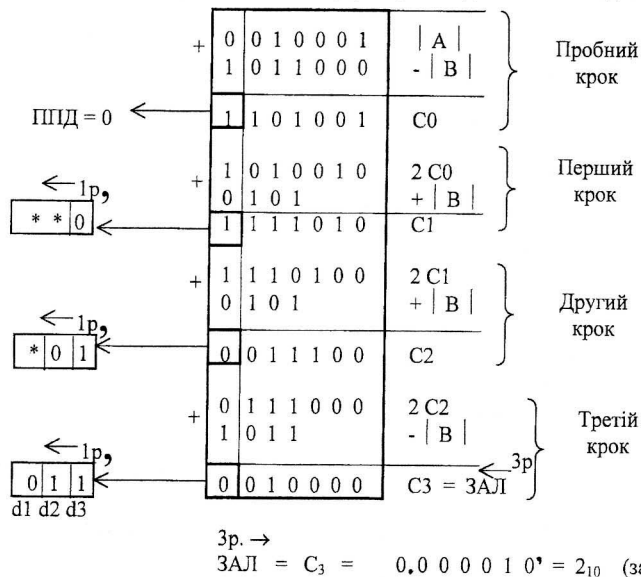 + 0 0 1 0 0 0 1 | A |
1 0 1 1 0 0 0 - | B |
Пробний крок
ППД = 0 1 1 0 1 0 0 1 C0
+ 1 0 1 0 0 1 0 2 C0
0 1 0 1 + | B |
Перший крок
← 1р,
* * 0 1 1 1 1 0 1 0 C1
+ 1 1 1 0 1 0 0 2 C1
0 1 0 1 + | B |
Другий крок
← 1р,
* 0 1 0 0 1 1 1 0 0 C2
+ 0 1 1 1 0 0 0 2 C2
1 0 1 1 - | B |
Третій крок
← 1р,
← 3р
0 1 1 0 0 1 0 0 0 0 C3 = ЗАЛ
d1 d2 d3
3р. →
ЗАЛ = C₃ = 0,0 0 0 0 1 0, = 2₁₀